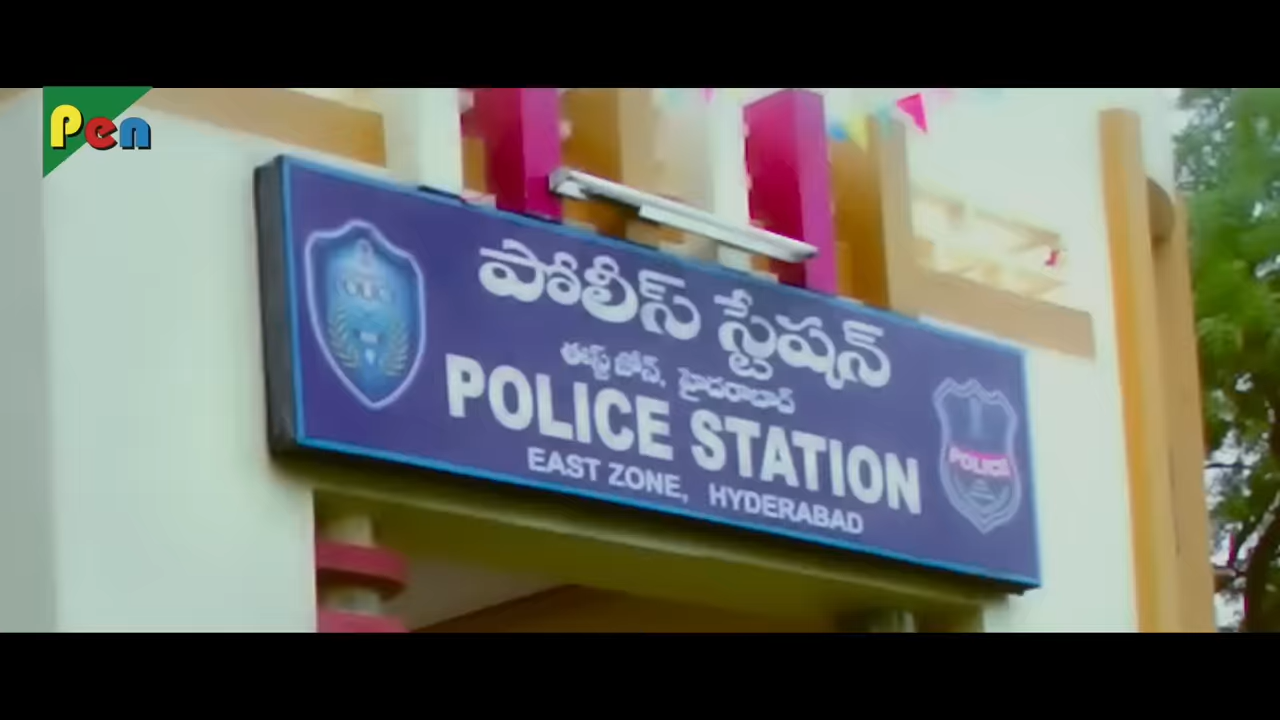 Pen
పోలీస్ స్టేషన్
ఈస్ట్ జోన్, హైదరాబాద్
POLICE STATION
EAST ZONE, HYDERABAD
POLICE